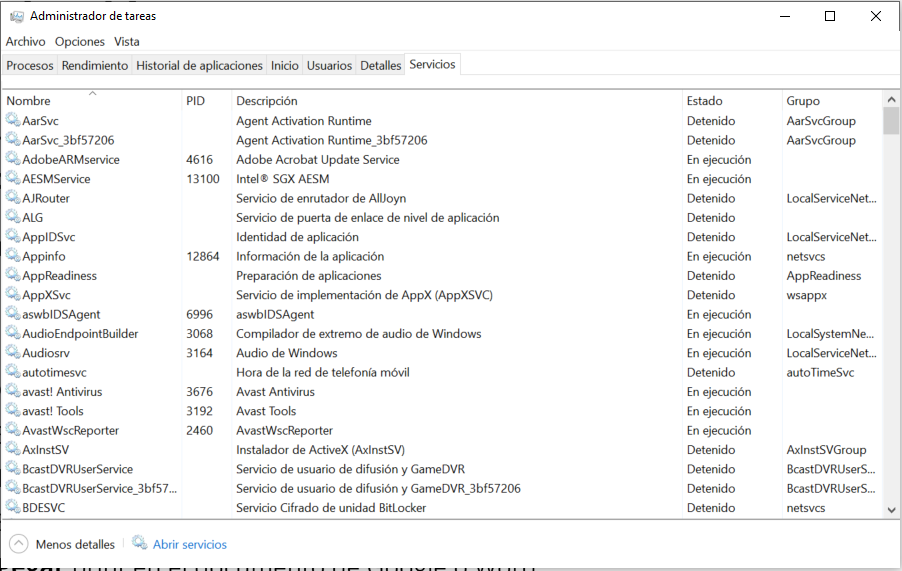 Administrador de tareas
Archivo Opciones Vista
Procesos Rendimiento Historial de aplicaciones Inicio Usuarios Detalles Servicios
Nombre PID Descripción Estado Grupo
AarSvc Agent Activation Runtime Detenido AarSvcGroup
AarSvc_3bf57206 Agent Activation Runtime_3bf57206 Detenido AarSvcGroup
AdobeARMservice 4616 Adobe Acrobat Update Service En ejecución
AESMService 13100 Intel® SGX AESM En ejecución
AJRouter Servicio de enrutador de AllJoyn Detenido LocalServiceNet...
ALG Servicio de puerta de enlace de nivel de aplicación Detenido
AppIDSvc Identidad de aplicación Detenido LocalServiceNet...
Appinfo 12864 Información de la aplicación En ejecución netsvcs
AppReadiness Preparación de aplicaciones Detenido AppReadiness
AppXSvc Servicio de implementación de AppX (AppXSVC) Detenido wsappx
aswbIDSAgent 6996 aswbIDSAgent En ejecución
AudioEndpointBuilder 3068 Compilador de extremo de audio de Windows En ejecución LocalSystemNe...
Audiosrv 3164 Audio de Windows En ejecución LocalServiceNet...
autotimesvc Hora de la red de telefonía móvil Detenido autoTimeSvc
avast! Antivirus 3676 Avast Antivirus En ejecución
avast! Tools 3192 Avast Tools En ejecución
AvastWscReporter 2460 AvastWscReporter En ejecución
AxInstSV Instalador de ActiveX (AxInstSV) Detenido AxInstSVGroup
BcastDVRUserService Servicio de usuario de difusión y GameDVR Detenido BcastDVRUserS...
BcastDVRUserService_3bf57... Servicio de usuario de difusión y GameDVR_3bf57206 Detenido BcastDVRUserS...
BDESVC Servicio Cifrado de unidad BitLocker Detenido netsvcs
Menos detalles Abrir servicios